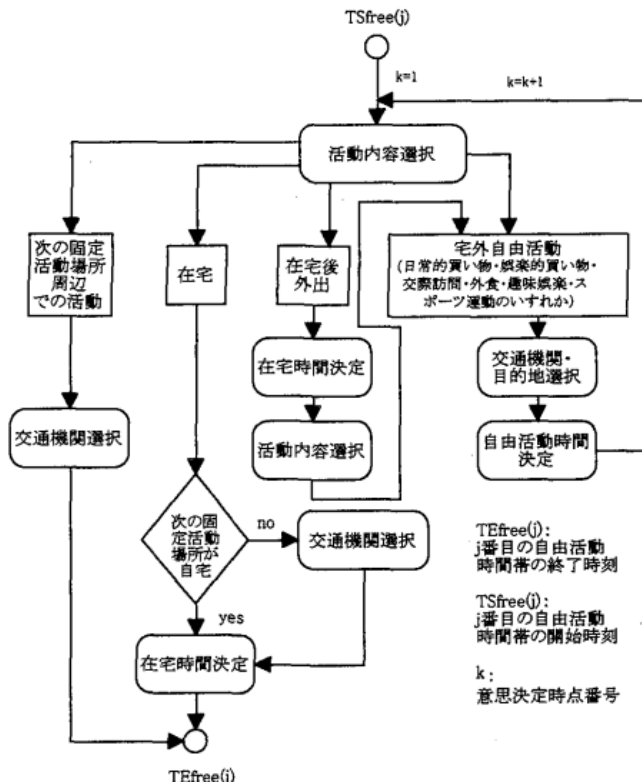 TSfree(j)
k=1
k=k+1
活動内容選択
次の固定
活動場所
周辺
での活動
在宅
在宅後
外出
宅外自由活動
(日常的買い物・娯楽的買い物・
交際訪問・外食・趣味娯楽・ス
ポーツ運動のいずれか)
在宅時間決定
交通機関・
目的地選択
交通機関選択
活動内容選択
自由活動時間
決定
次の固
定活動
場所が
自宅
no
交通機関選択
yes
在宅時間決定
TEfree(j):
j番目の自由活動
時間帯の終了時刻
TSfree(j):
j番目の自由活動
時間帯の開始時刻
k:
意思決定時点番号
TEfree(j)